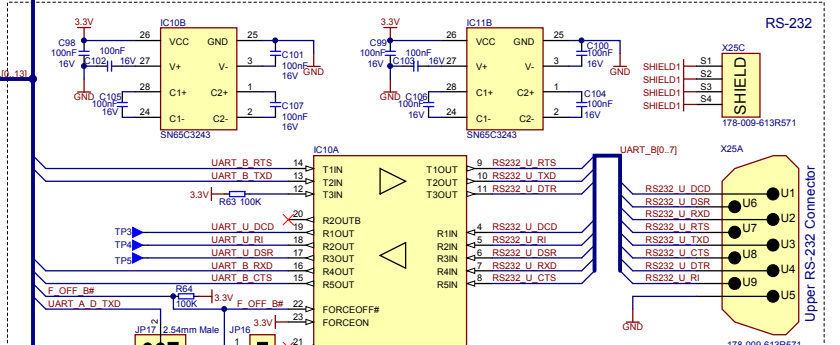 RS-232
3.3V
IC10B
C98
100nF
16V
26 VCC GND 25
C102 100nF 16V
27 V+ V- 3
C101
100nF
16V
GND
GND
C105
100nF
16V
28 C1+ C2+ 1
24 C1- C2- 2
C107
100nF
16V
SN65C3243
3.3V
IC11B
C99
100nF
16V
26 VCC GND 25
C103 100nF 16V
27 V+ V- 3
C100
100nF
16V
GND
GND
C106
100nF
16V
28 C1+ C2+ 1
24 C1- C2- 2
C104
100nF
16V
SN65C3243
X25C
SHIELD1 S1
SHIELD1 S2
SHIELD1 S3
SHIELD1 S4
SHIELD
178-009-613R571
[0..13]
IC10A
UART_B_RTS 14 T1IN T1OUT 9 RS232_U_RTS
UART_B_TXD 13 T2IN T2OUT 10 RS232_U_TXD
3.3V R63 100K 12 T3IN T3OUT 11 RS232_U_DTR
20 R2OUTB
TP3 UART_U_DCD 19 R1OUT R1IN 4 RS232_U_DCD
TP4 UART_U_RI 18 R2OUT R2IN 5 RS232_U_RI
TP5 UART_U_DSR 17 R3OUT R3IN 6 RS232_U_DSR
UART_B_RXD 16 R4OUT R4IN 7 RS232_U_RXD
UART_B_CTS 15 R5OUT R5IN 8 RS232_U_CTS
F_OFF_B# R64 100K 3.3V
F_OFF_B# 22 FORCEOFF#
UART_A_D_TXD
3.3V 23 FORCEON
21
JP17 2.54mm Male JP16
2
UART_B[0..7]
X25A
RS232_U_DCD U1
RS232_U_DSR U6
RS232_U_RXD U2
RS232_U_RTS U7
RS232_U_TXD U3
RS232_U_CTS U8
RS232_U_DTR U4
RS232_U_RI U9
U5
GND
Upper RS-232 Connector
178-009-613R571